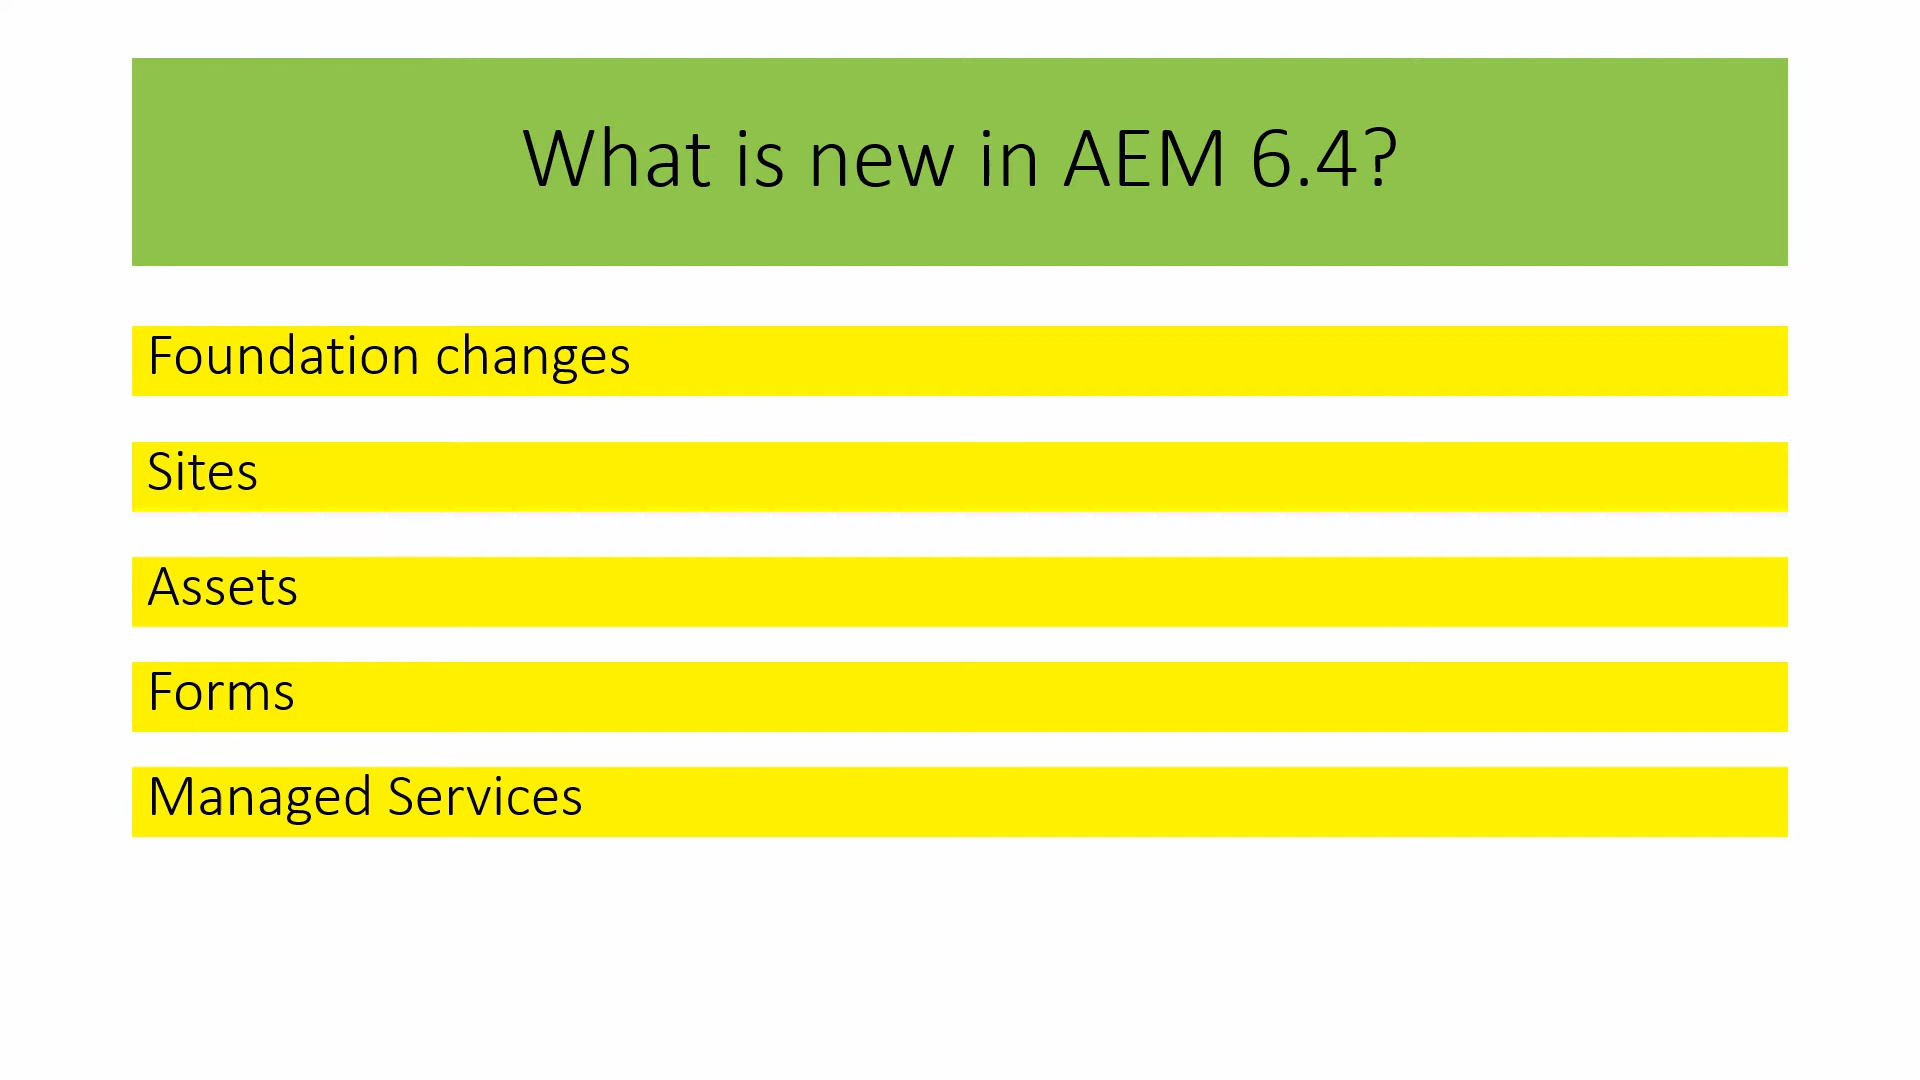 What is new in AEM 6.4?
Foundation changes
Sites
Assets
Forms
Managed Services